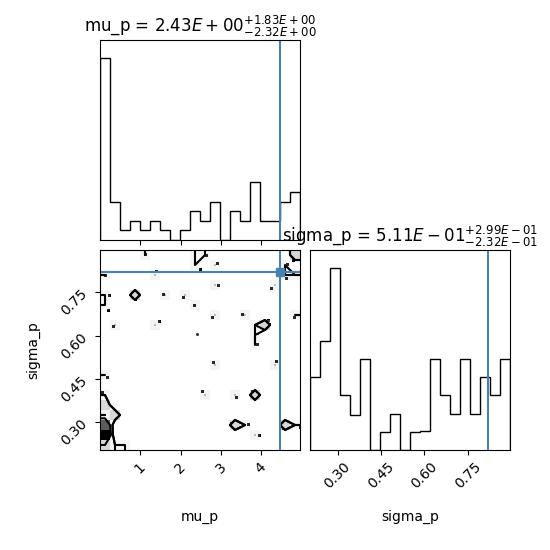 mu_p = 2.43E + 00 +1.83E+00 −2.32E+00
sigma_p = 5.11E − 01 +2.99E−01 −2.32E−01
sigma_p
0.75
0.60
0.45
0.30
1 2 3 4
0.30 0.45 0.60 0.75
mu_p
sigma_p